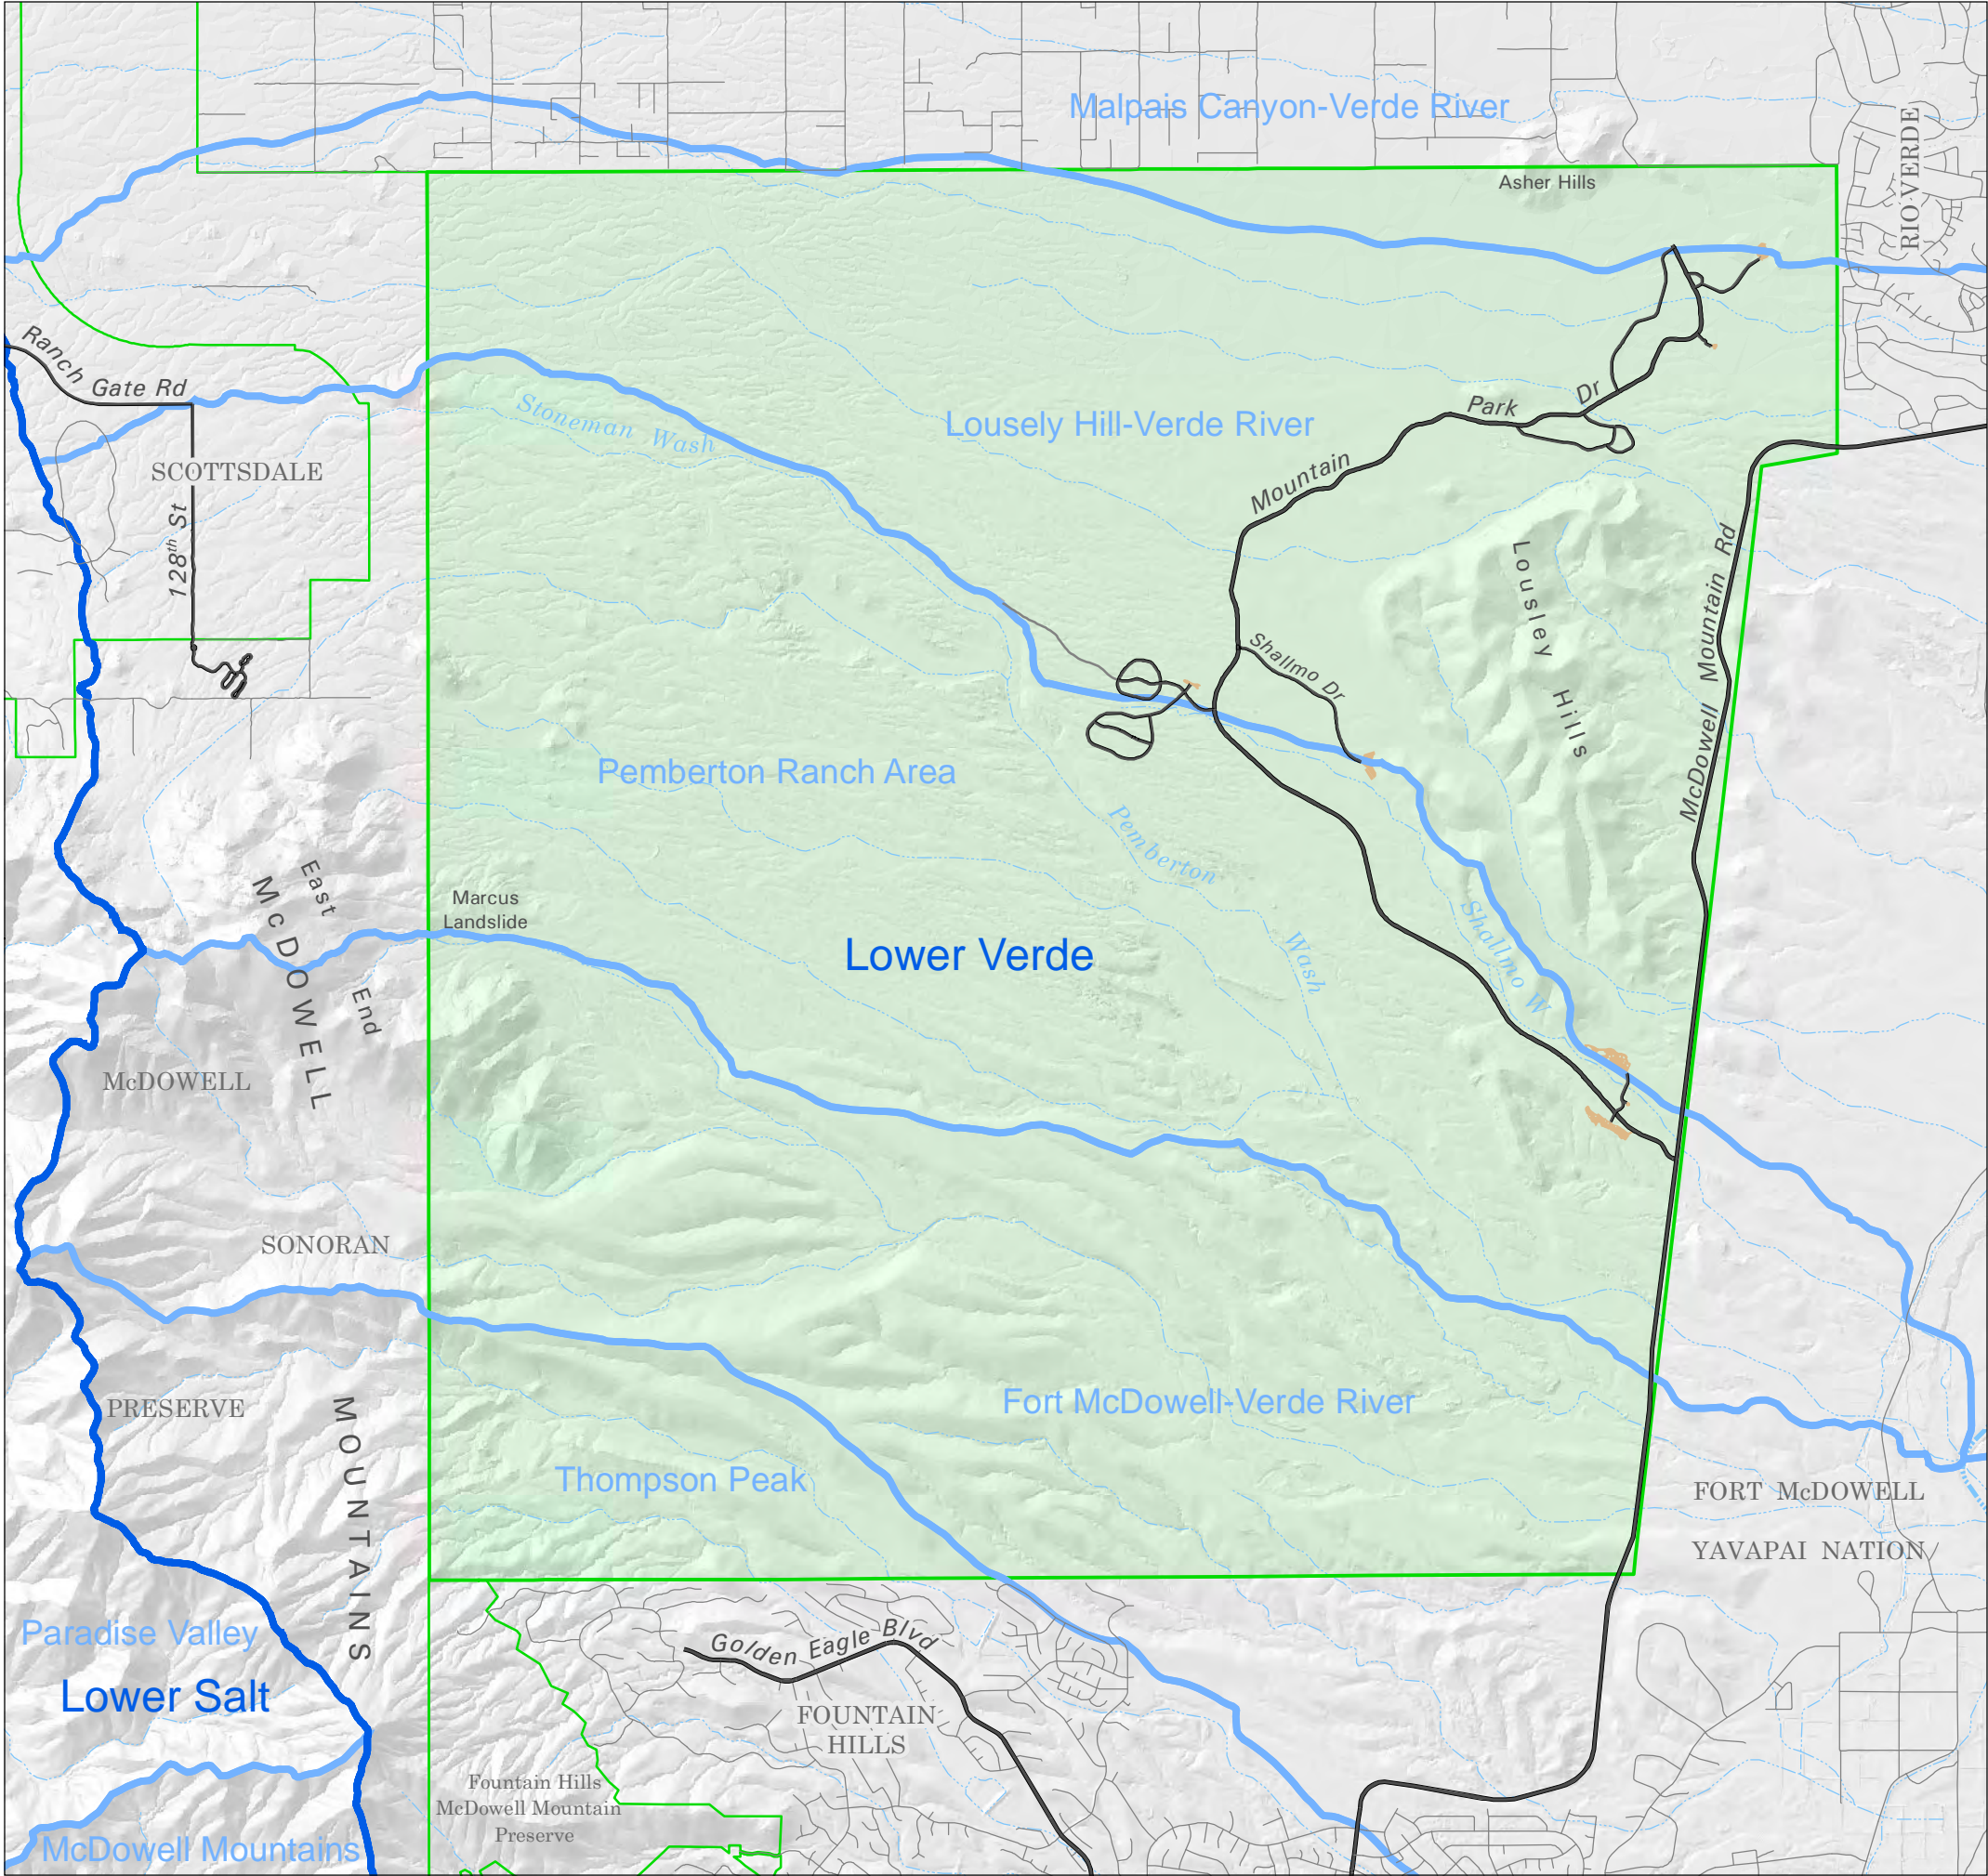 Malpais Canyon-Verde River
RIO VERDE
Asher Hills
Ranch
Gate Rd
Stoneman Wash
Lousely Hill-Verde River
Park
Dr
Mountain
SCOTTSDALE
128th St
Lousley
Hills
McDowell Mountain Rd
Shallmo Dr
Pemberton Ranch Area
Pemberton
Wash
East
End
McDOWELL
MOUNTAINS
Marcus
Landslide
Lower Verde
Shallmo W
McDOWELL
SONORAN
PRESERVE
Fort McDowell-Verde River
Thompson Peak
FORT McDOWELL
YAVAPAI NATION
Paradise Valley
Lower Salt
Golden Eagle Blvd
FOUNTAIN
HILLS
Fountain Hills
McDowell Mountain
Preserve
McDowell Mountains